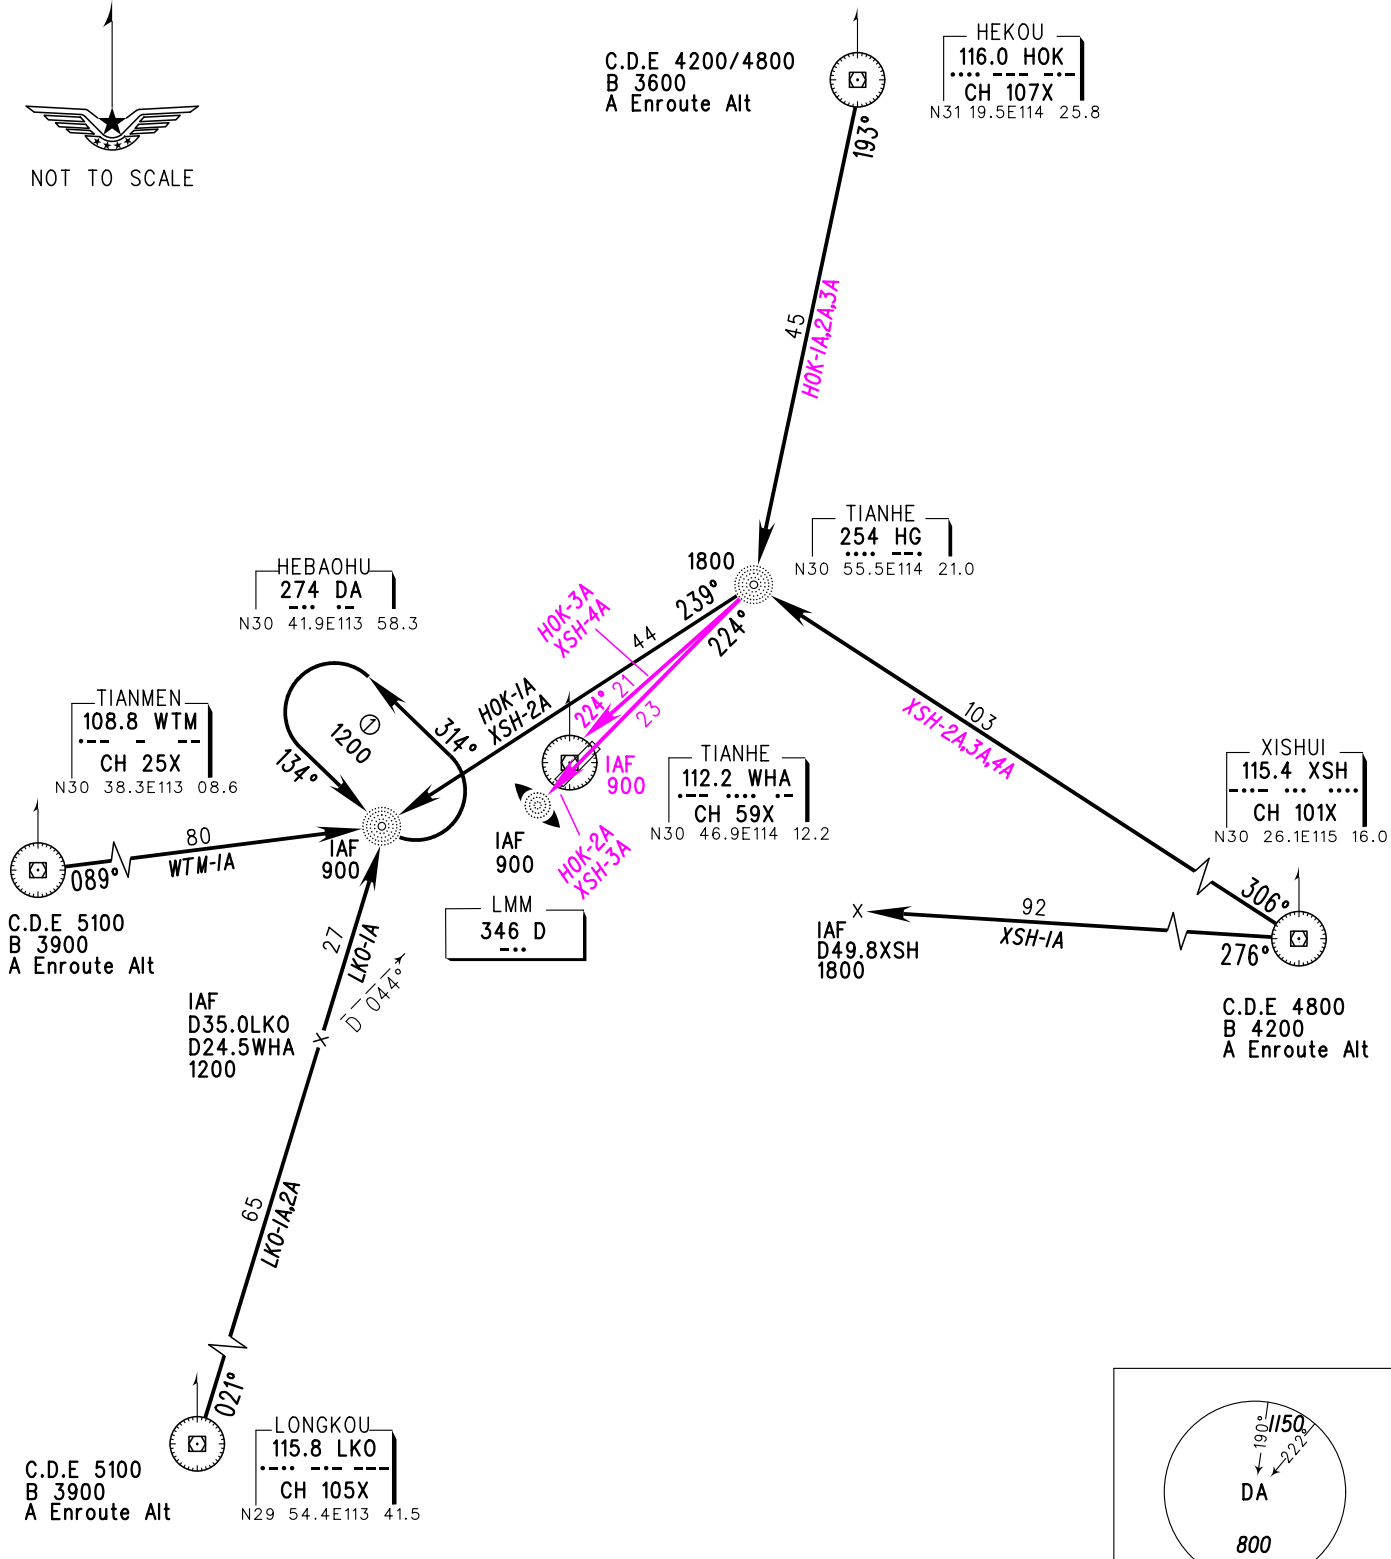 NOT TO SCALE
C.D.E 4200/4800
B 3600
A Enroute Alt
HEKOU
116.0 HOK
CH 107X
N31 19.5E114 25.8
193°
45
HOK-1A,2A,3A
TIANHE
254 HG
N30 55.5E114 21.0
1800
239°
224°
HEBAOHU
274 DA
N30 41.9E113 58.3
HOK-3A
XSH-4A
44
HOK-1A
XSH-2A
224°
21
23
TIANMEN
108.8 WTM
CH 25X
N30 38.3E113 08.6
1
1200
314°
134°
103
XSH-2A,3A,4A
IAF
900
TIANHE
112.2 WHA
CH 59X
N30 46.9E114 12.2
XISHUI
115.4 XSH
CH 101X
N30 26.1E115 16.0
80
WTM-1A
089°
IAF
900
IAF
900
HOK-2A
XSH-3A
LMM
346 D
306°
276°
92
XSH-1A
IAF
D49.8XSH
1800
X
C.D.E 5100
B 3900
A Enroute Alt
27
LKO-1A
D 044°
IAF
D35.0LKO
D24.5WHA
1200
X
C.D.E 4800
B 4200
A Enroute Alt
65
LKO-1A,2A
021°
LONGKOU
115.8 LKO
CH 105X
N29 54.4E113 41.5
C.D.E 5100
B 3900
A Enroute Alt
1150
190°
222°
DA
800